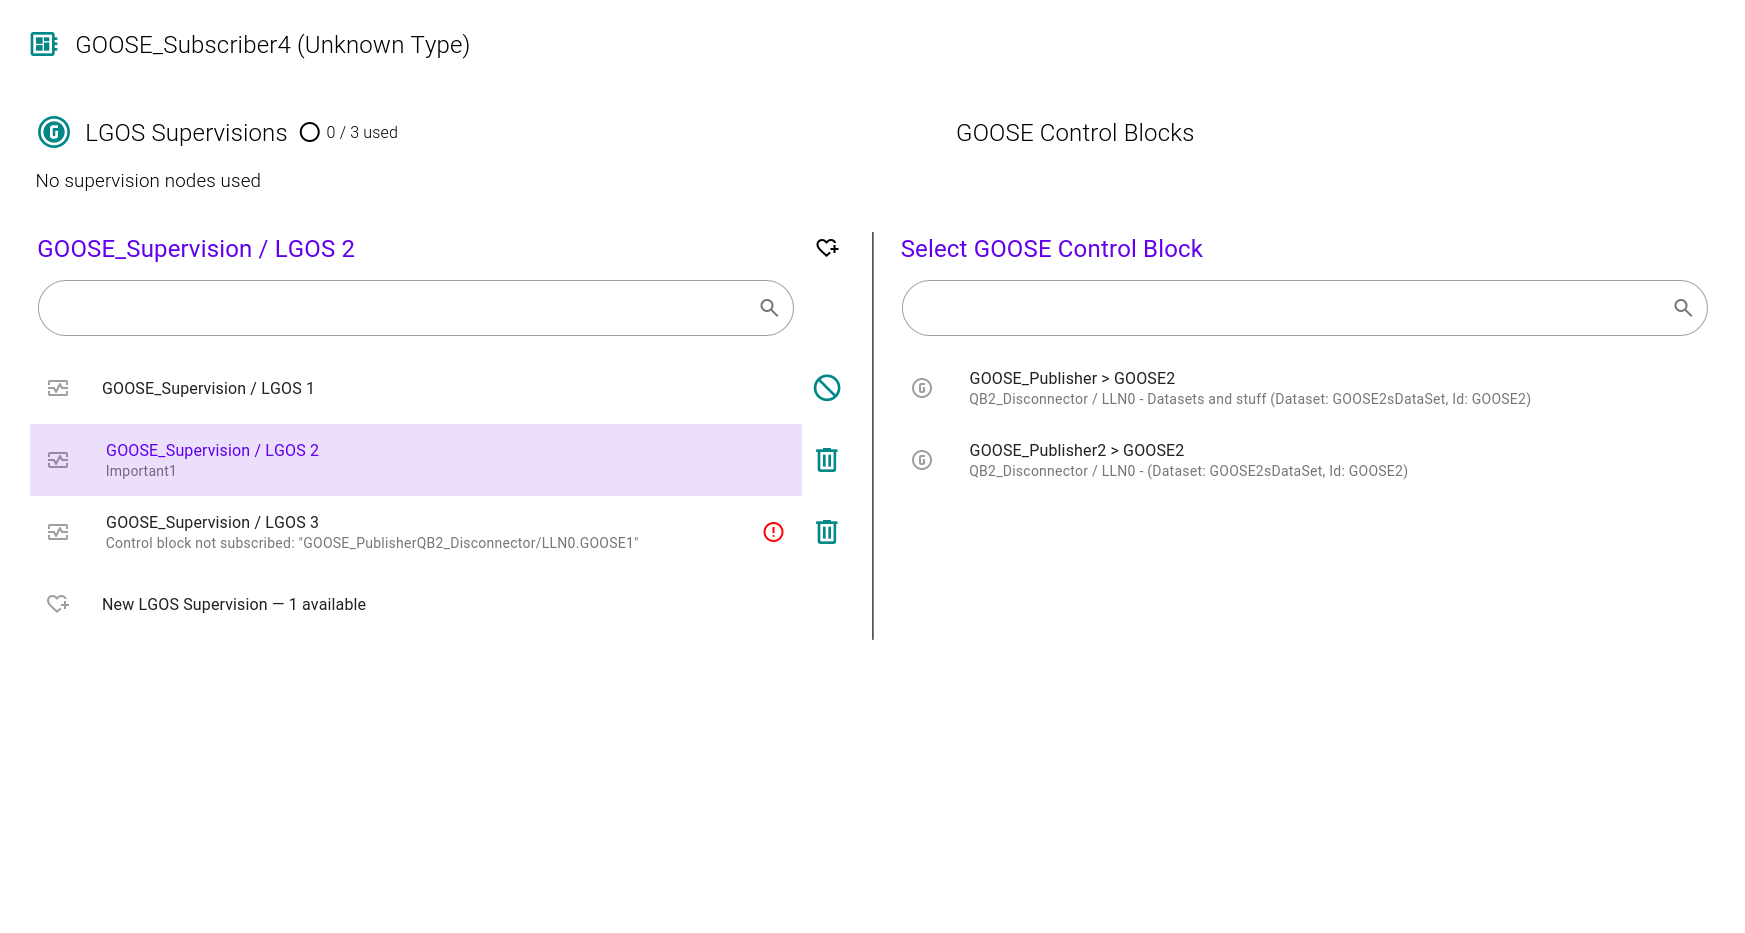 GOOSE_Subscriber4 (Unknown Type)
LGOS Supervisions 0 / 3 used
No supervision nodes used
GOOSE_Supervision / LGOS 2
GOOSE_Supervision / LGOS 1
GOOSE_Supervision / LGOS 2
Important1
GOOSE_Supervision / LGOS 3
Control block not subscribed: "GOOSE_PublisherQB2_Disconnector/LLN0.GOOSE1"
New LGOS Supervision — 1 available
GOOSE Control Blocks
Select GOOSE Control Block
GOOSE_Publisher > GOOSE2
QB2_Disconnector / LLN0 - Datasets and stuff (Dataset: GOOSE2sDataSet, Id: GOOSE2)
GOOSE_Publisher2 > GOOSE2
QB2_Disconnector / LLN0 - (Dataset: GOOSE2sDataSet, Id: GOOSE2)